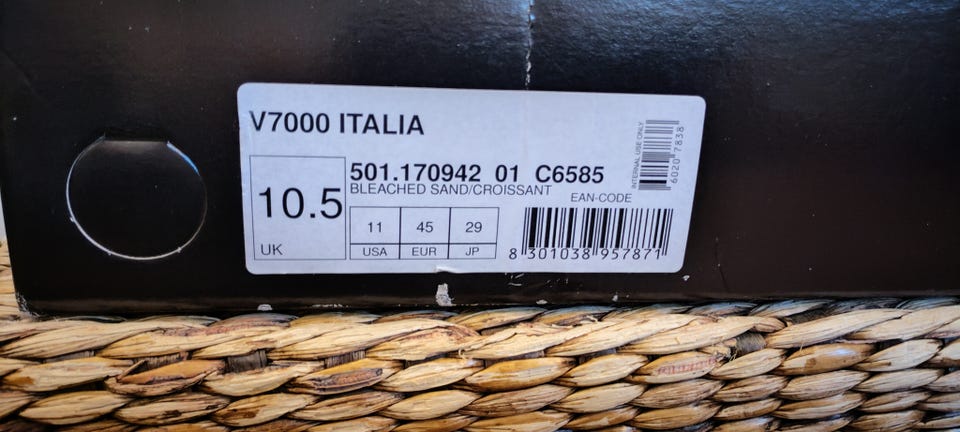 V7000 ITALIA
INTERNAL USE ONLY
6020 7838
501.170942 01 C6585
BLEACHED SAND/CROISSANT
EAN-CODE
10.5
UK
11 45 29
USA EUR JP
8 301038 957871